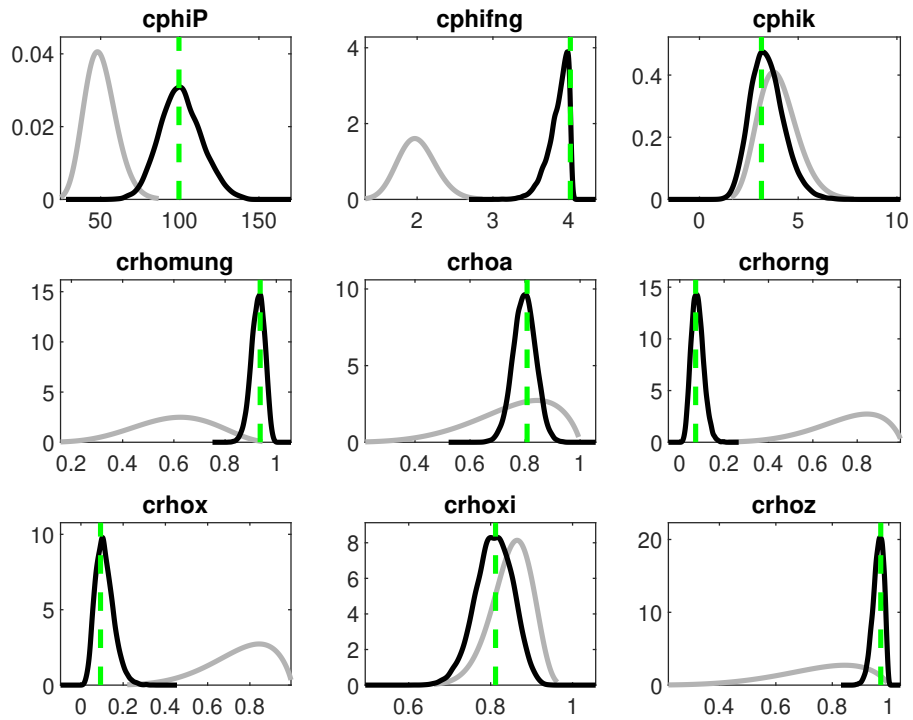 cphiP cphifng cphik
0.04 4 0.4
0.02 2 0.2
0 0 0
50 100 150 2 3 4 0 5 10
crhomung crhoa crhorng
15 10 15
10 5 10
5 0 5
0 0
0.2 0.4 0.6 0.8 1 0.4 0.6 0.8 1 0 0.2 0.4 0.6 0.8
crhox crhoxi crhoz
10 8 20
5 6 10
0 4 0
2
0
0 0.2 0.4 0.6 0.8 0.6 0.8 1 0.4 0.6 0.8 1